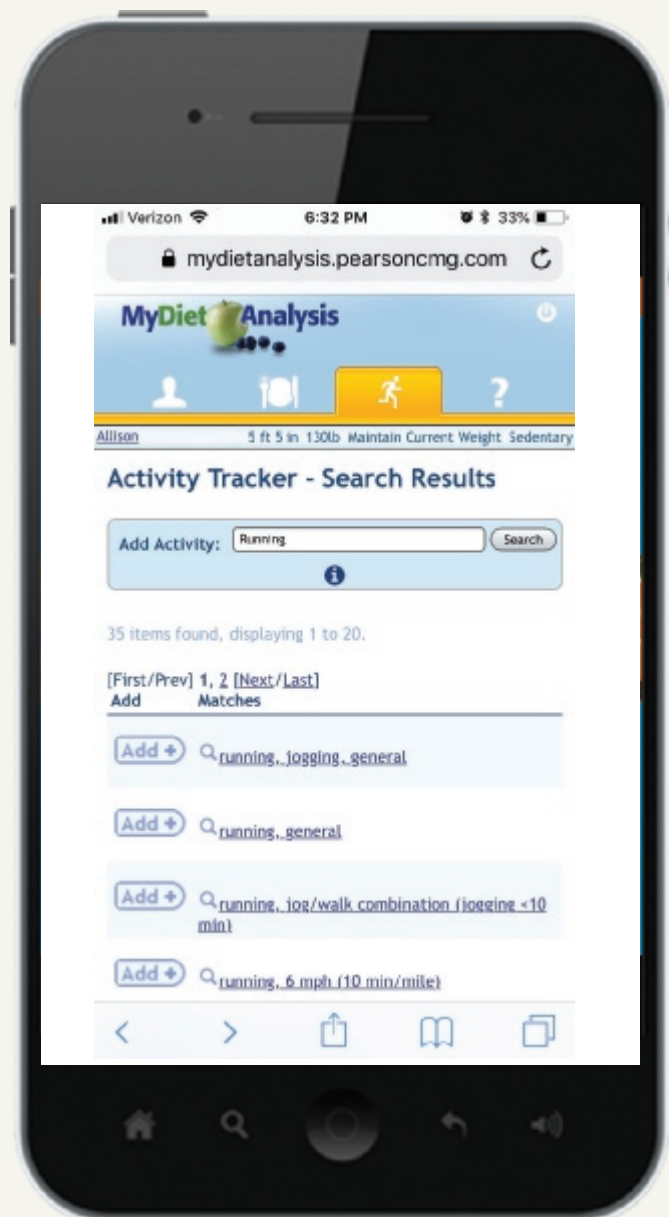 Verizon 6:32 PM 33%
mydietanalysis.pearsoncmg.com
MyDiet Analysis
?
Allison 5 ft 5 in 130lb Maintain Current Weight Sedentary
Activity Tracker - Search Results
Add Activity: Running Search
i
35 items found, displaying 1 to 20.
[First/Prev] 1, 2 [Next/Last]
Add Matches
Add + running, jogging, general
Add + running, general
Add + running, jog/walk combination (jogging <10
min)
Add + running, 6 mph (10 min/mile)